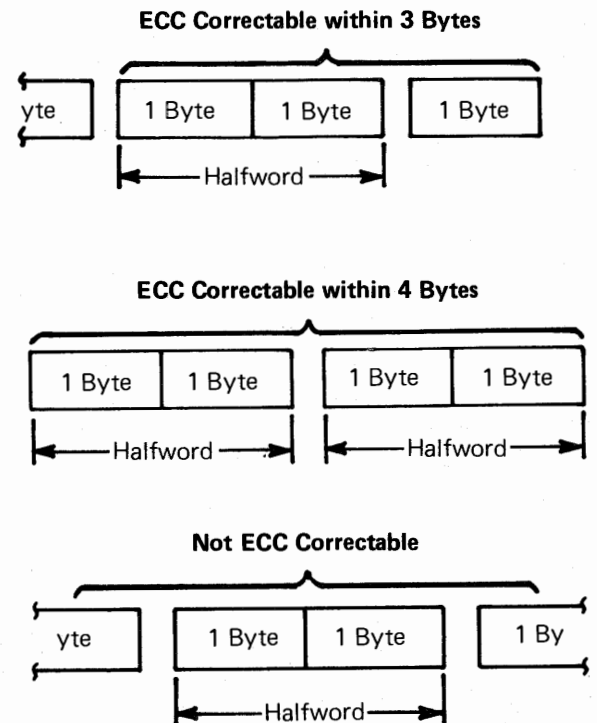 ECC Correctable within 3 Bytes
yte 1 Byte 1 Byte 1 Byte
Halfword
ECC Correctable within 4 Bytes
1 Byte 1 Byte 1 Byte 1 Byte
Halfword Halfword
Not ECC Correctable
yte 1 Byte 1 Byte 1 By
Halfword